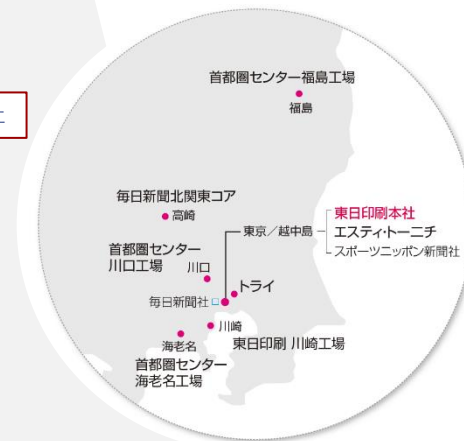 首都圏センター福島工場
福島
毎日新聞北関東コア
高崎
東京／越中島
東日印刷本社
エスティ・トーニチ
スポーツニッポン新聞社
首都圏センター
川口工場
川口
トライ
毎日新聞社
川崎
東日印刷 川崎工場
海老名
首都圏センター
海老名工場